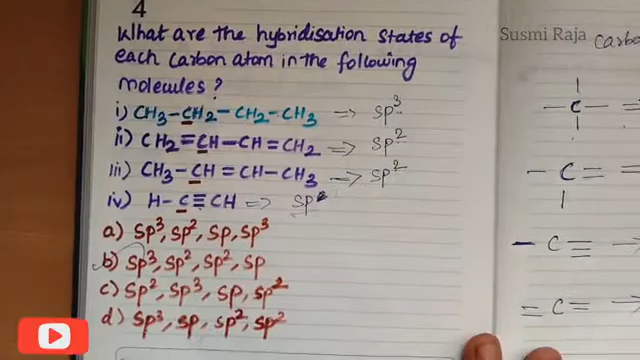 4
What are the hybridisation states of
each carbon atom in the following
molecules ?
i) CH₃-CH₂-CH₂-CH₃ => sp³
ii) CH₂=CH-CH=CH₂ => sp²
iii) CH₃-CH=CH-CH₃ => sp²
iv) H-C≡CH => sp
a) sp³, sp², sp, sp³
b) sp³, sp², sp², sp
c) sp², sp³, sp, sp²
d) sp³, sp, sp², sp²
Susmi Raja
carbo
-C-
-C=
-C≡
=C=